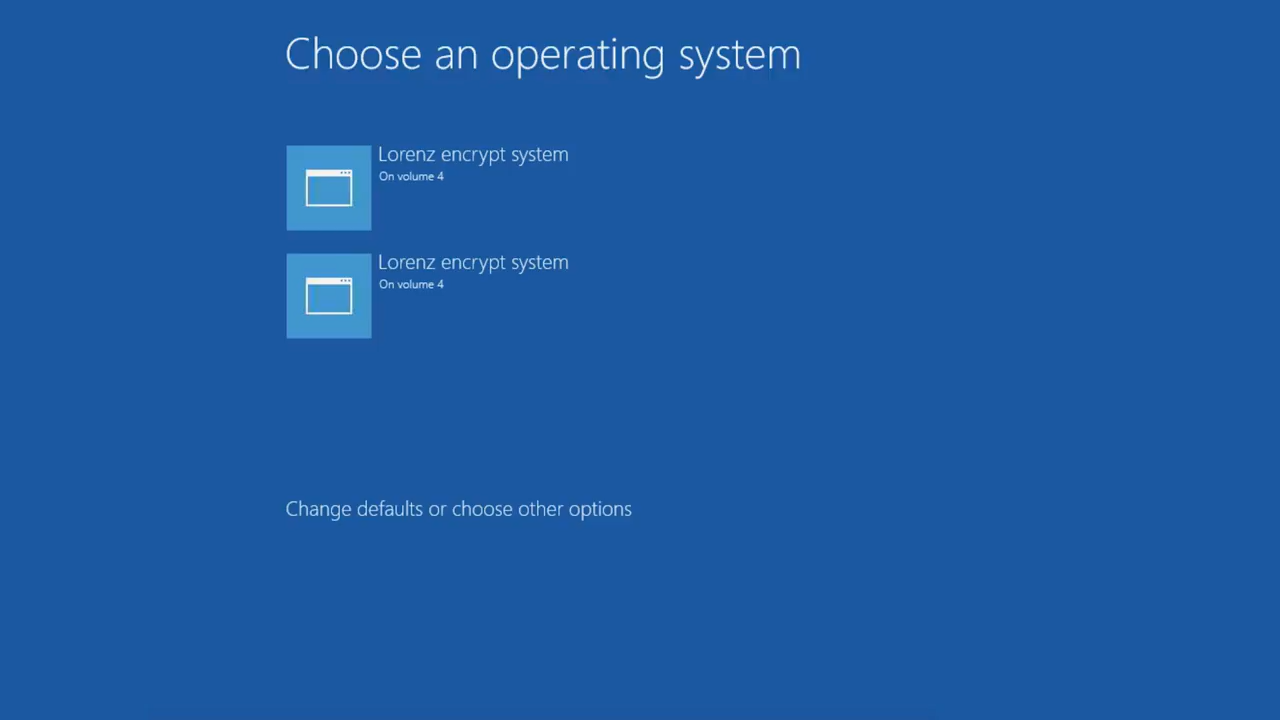 Choose an operating system
Lorenz encrypt system
On volume 4
Lorenz encrypt system
On volume 4
Change defaults or choose other options